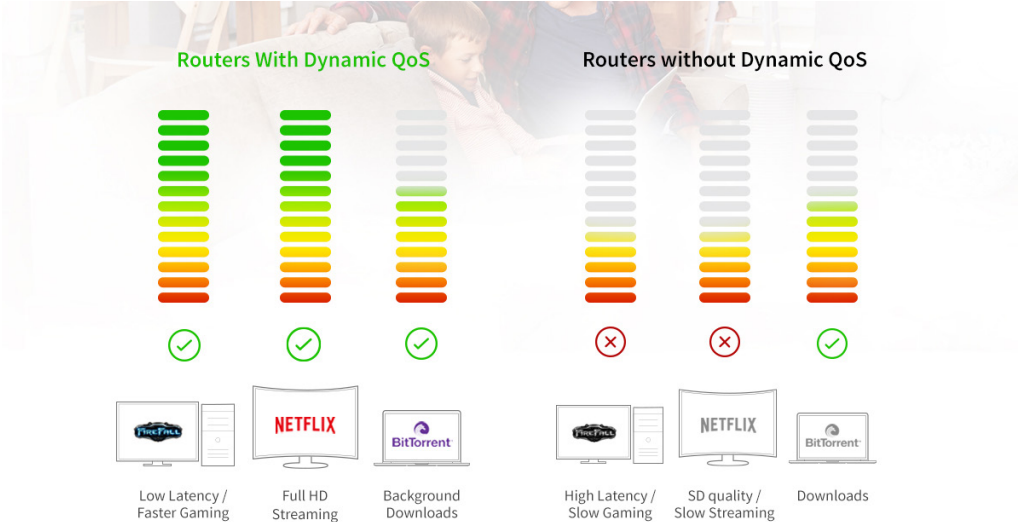 Routers With Dynamic QoS
Routers without Dynamic QoS
FIREFALL
NETFLIX
BitTorrent
FIREFALL
NETFLIX
BitTorrent
Low Latency /
Faster Gaming
Full HD
Streaming
Background
Downloads
High Latency /
Slow Gaming
SD quality /
Slow Streaming
Downloads